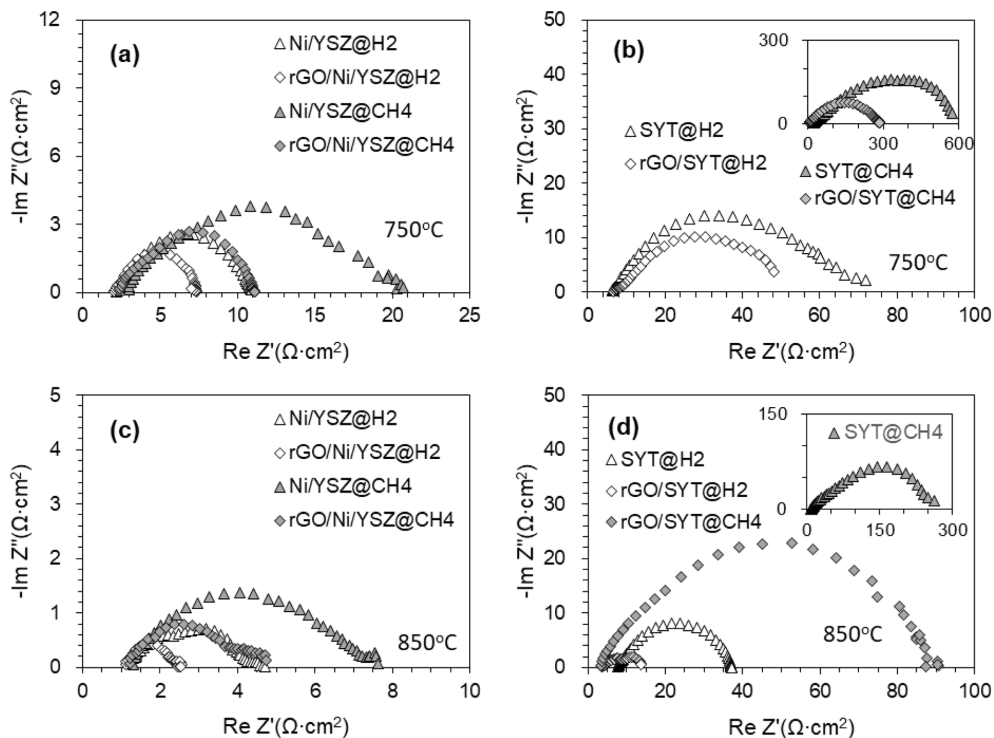 (a)
Ni/YSZ@H2
rGO/Ni/YSZ@H2
Ni/YSZ@CH4
rGO/Ni/YSZ@CH4
750°C
12
9
6
3
0
-Im Z"(Ω·cm²)
0 5 10 15 20 25
Re Z'(Ω·cm²)
(b)
SYT@H2
rGO/SYT@H2
300
0
0 300 600
SYT@CH4
rGO/SYT@CH4
750°C
50
40
30
20
10
0
-Im Z"(Ω·cm²)
0 20 40 60 80 100
Re Z'(Ω·cm²)
(c)
Ni/YSZ@H2
rGO/Ni/YSZ@H2
Ni/YSZ@CH4
rGO/Ni/YSZ@CH4
850°C
5
4
3
2
1
0
-Im Z"(Ω·cm²)
0 2 4 6 8 10
Re Z'(Ω·cm²)
(d)
SYT@H2
rGO/SYT@H2
rGO/SYT@CH4
150
0
SYT@CH4
0 150 300
850°C
50
40
30
20
10
0
-Im Z"(Ω·cm²)
0 20 40 60 80 100
Re Z'(Ω·cm²)